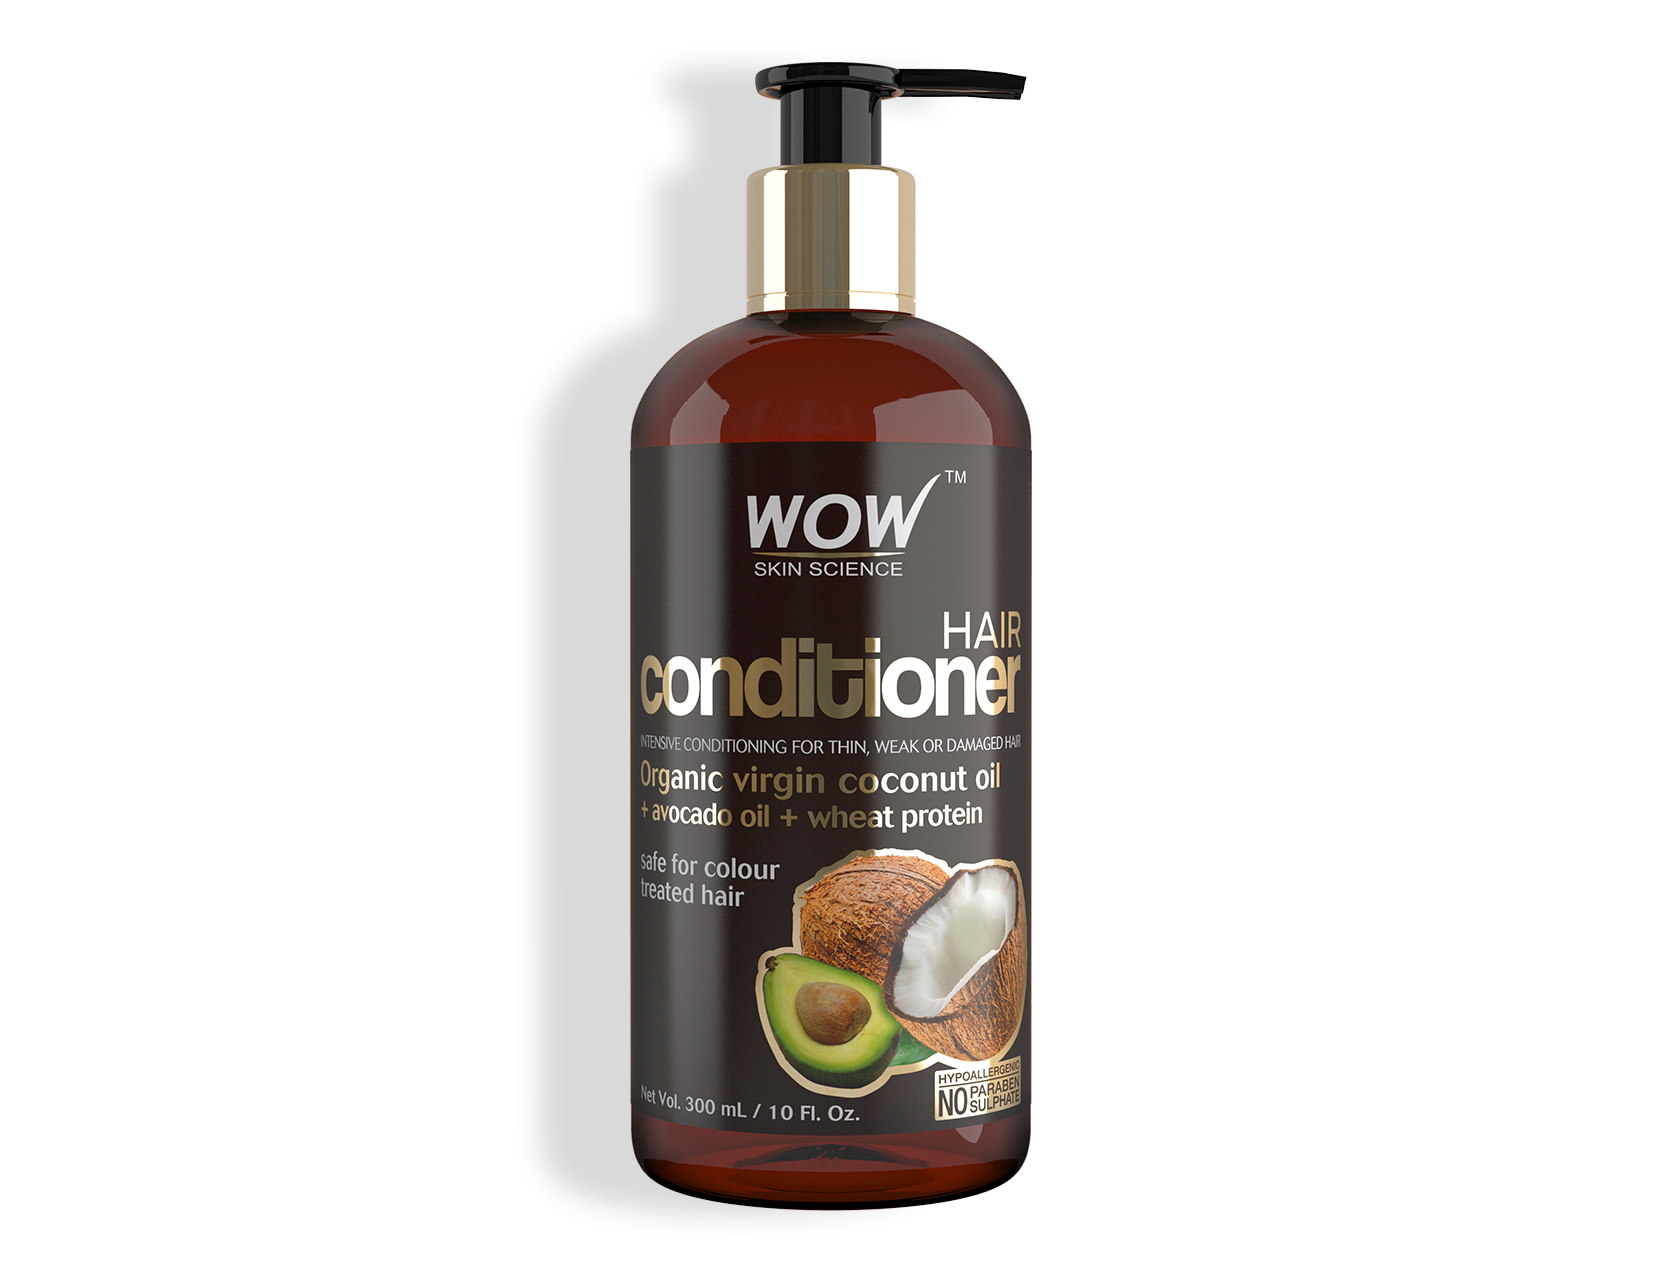 WOW™
SKIN SCIENCE
HAIR
conditioner
INTENSIVE CONDITIONING FOR THIN, WEAK OR DAMAGED HAIR
Organic virgin coconut oil
+ avocado oil + wheat protein
safe for colour
treated hair
HYPOALLERGENIC
NO PARABEN
SULPHATE
Net Vol. 300 mL / 10 Fl. Oz.